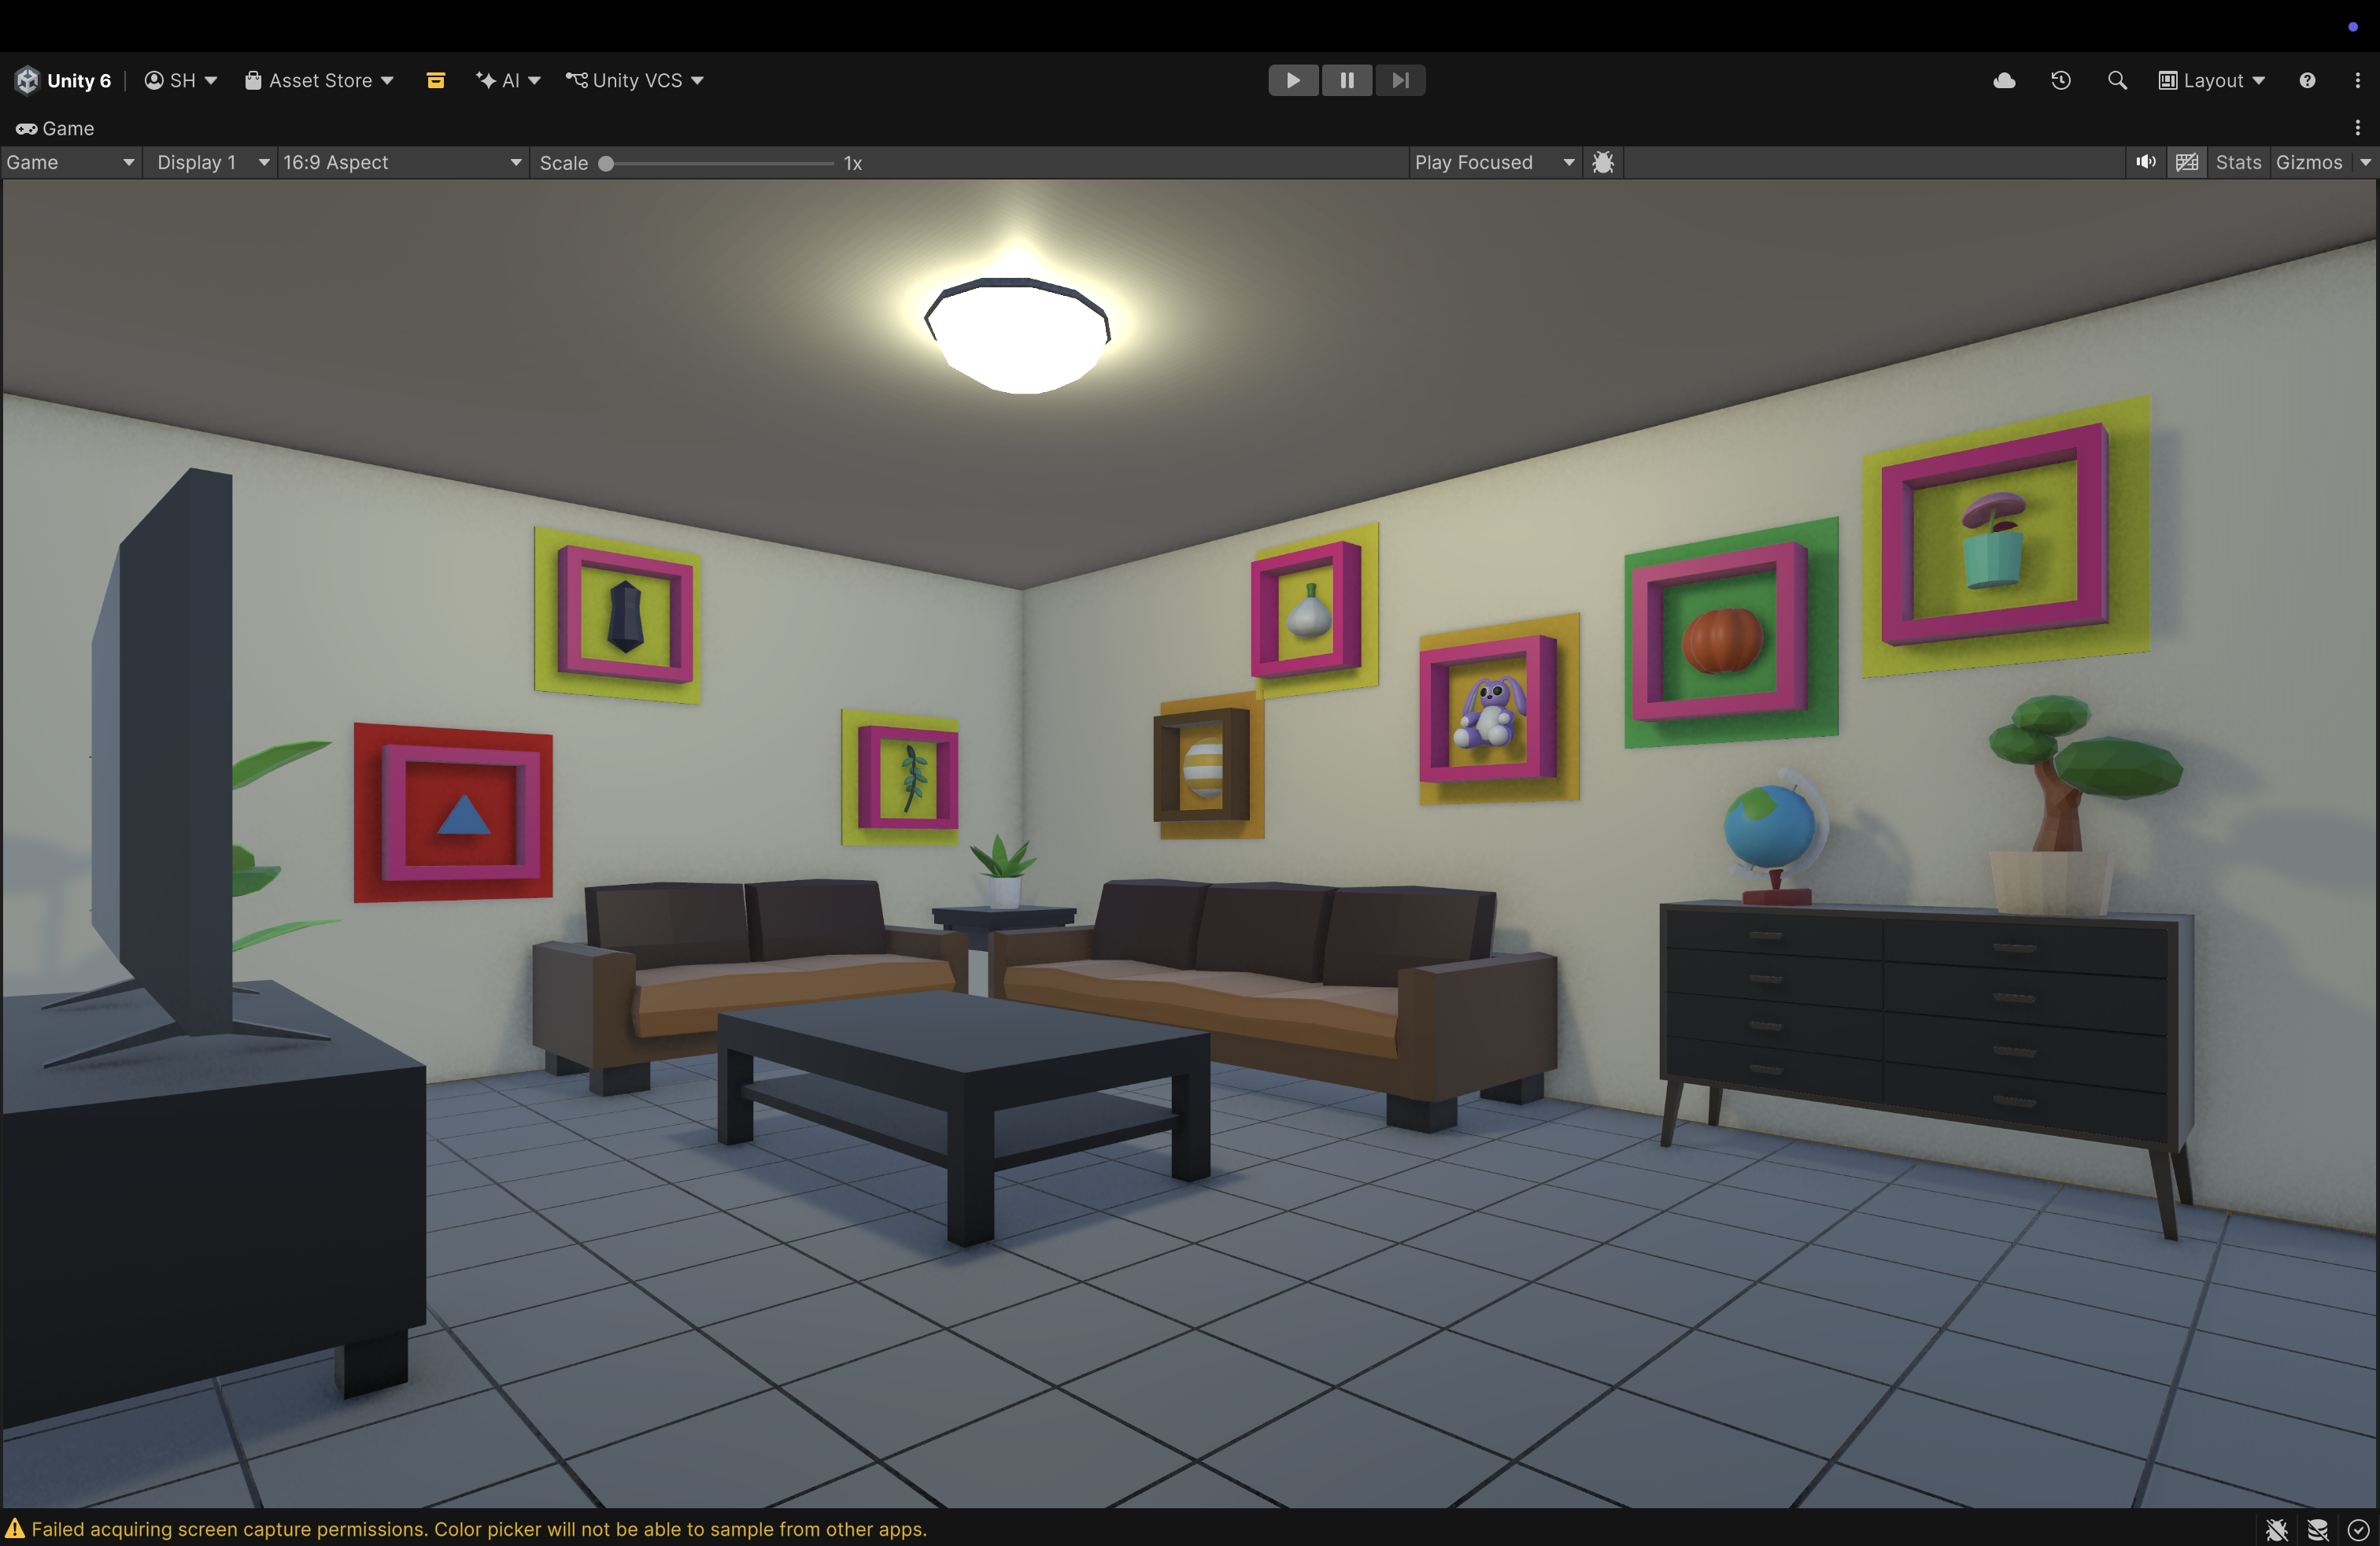 Unity 6 SH Asset Store AI Unity VCS Layout
Game
Game Display 1 16:9 Aspect Scale 1x Play Focused Stats Gizmos
Failed acquiring screen capture permissions. Color picker will not be able to sample from other apps.